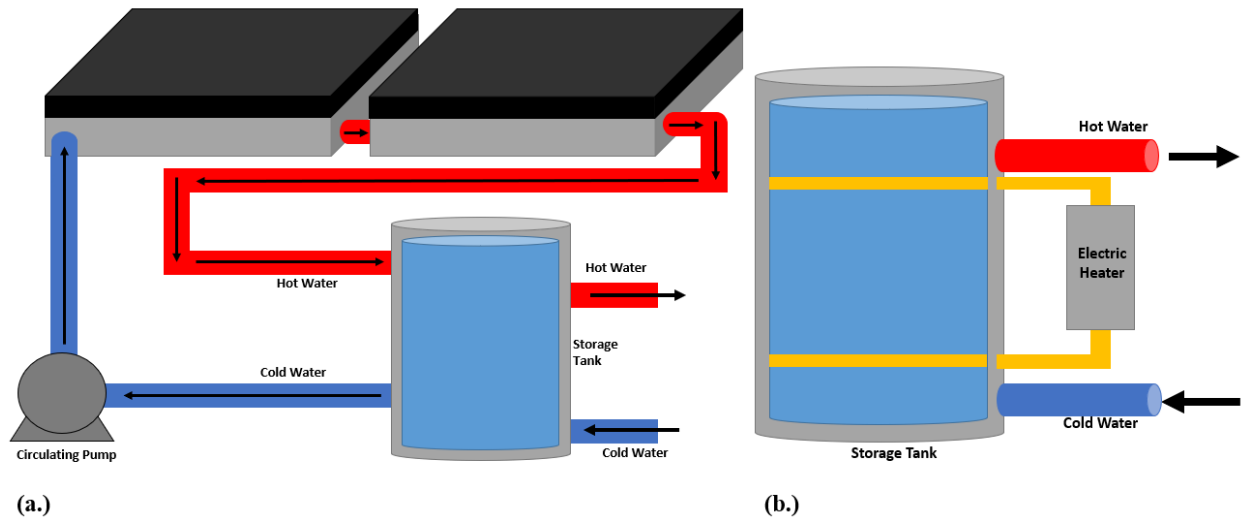 Hot Water
Hot Water
Storage
Tank
Cold Water
Cold Water
Circulating Pump
(a.)
Hot Water
Electric
Heater
Cold Water
Storage Tank
(b.)